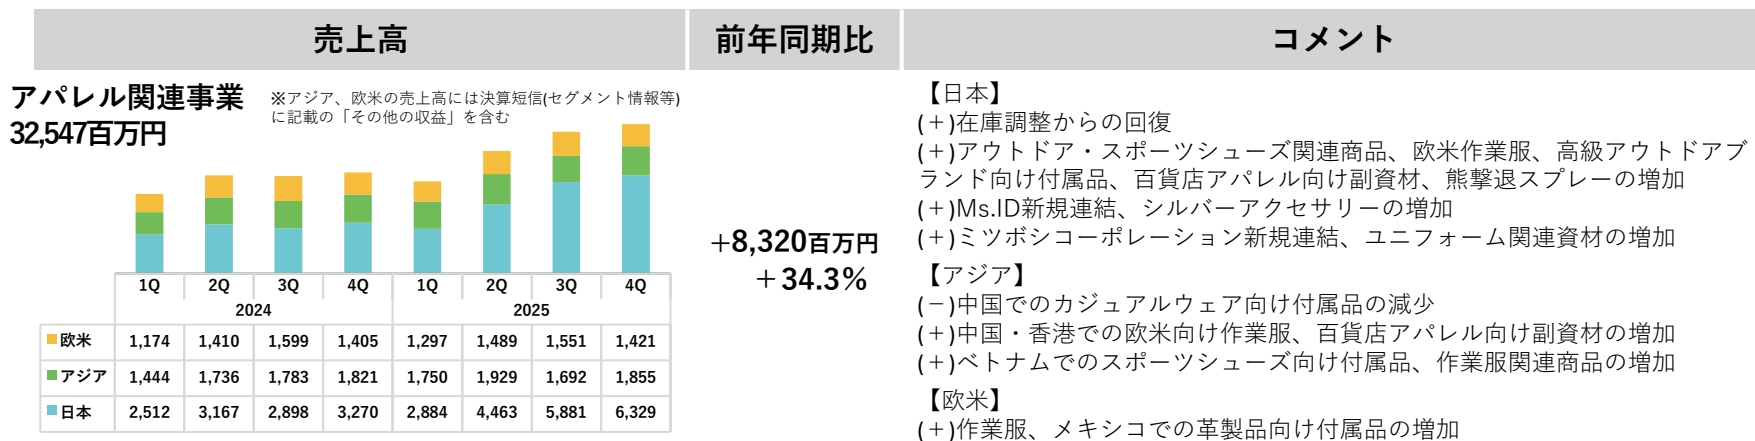 売上高
前年同期比
コメント
アパレル関連事業
32,547百万円
※アジア、欧米の売上高には決算短信(セグメント情報等)
に記載の「その他の収益」を含む
1Q 2Q 3Q 4Q 1Q 2Q 3Q 4Q
2024 2025
欧米 1,174 1,410 1,599 1,405 1,297 1,489 1,551 1,421
アジア 1,444 1,736 1,783 1,821 1,750 1,929 1,692 1,855
日本 2,512 3,167 2,898 3,270 2,884 4,463 5,881 6,329
+8,320百万円
+34.3%
【日本】
(+)在庫調整からの回復
(+)アウトドア・スポーツシューズ関連商品、欧米作業服、高級アウトドアブ
ランド向け付属品、百貨店アパレル向け副資材、熊撃退スプレーの増加
(+)Ms.ID新規連結、シルバーアクセサリーの増加
(+)ミツボシコーポレーション新規連結、ユニフォーム関連資材の増加
【アジア】
(-)中国でのカジュアルウェア向け付属品の減少
(+)中国・香港での欧米向け作業服、百貨店アパレル向け副資材の増加
(+)ベトナムでのスポーツシューズ向け付属品、作業服関連商品の増加
【欧米】
(+)作業服、メキシコでの革製品向け付属品の増加